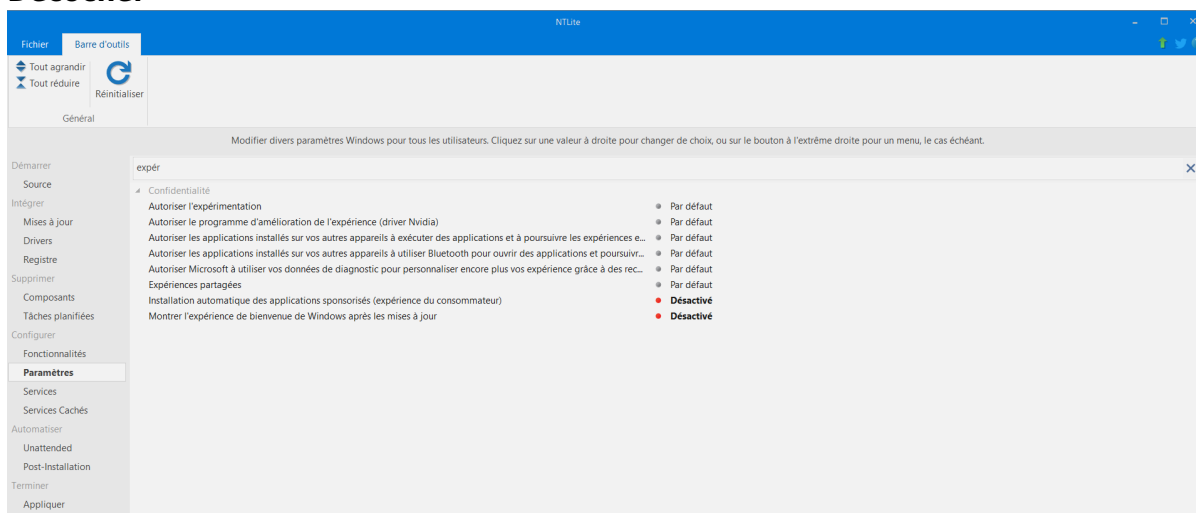 NTLite
Fichier
Barre d'outils
Tout agrandir
Tout réduire
Réinitialiser
Général
Modifier divers paramètres Windows pour tous les utilisateurs. Cliquez sur une valeur à droite pour changer de choix, ou sur le bouton à l'extrême droite pour un menu, le cas échéant.
Démarrer
Source
Intégrer
Mises à jour
Drivers
Registre
Supprimer
Composants
Tâches planifiées
Configurer
Fonctionnalités
Paramètres
Services
Services Cachés
Automatiser
Unattended
Post-Installation
Terminer
Appliquer
expér
Confidentialité
Autoriser l'expérimentation Par défaut
Autoriser le programme d'amélioration de l'expérience (driver Nvidia) Par défaut
Autoriser les applications installés sur vos autres appareils à exécuter des applications et à poursuivre les expériences e... Par défaut
Autoriser les applications installés sur vos autres appareils à utiliser Bluetooth pour ouvrir des applications et poursuivr... Par défaut
Autoriser Microsoft à utiliser vos données de diagnostic pour personnaliser encore plus vos expérience grâce à des rec... Par défaut
Expériences partagées Par défaut
Installation automatique des applications sponsorisés (expérience du consommateur) Désactivé
Montrer l'expérience de bienvenue de Windows après les mises à jour Désactivé